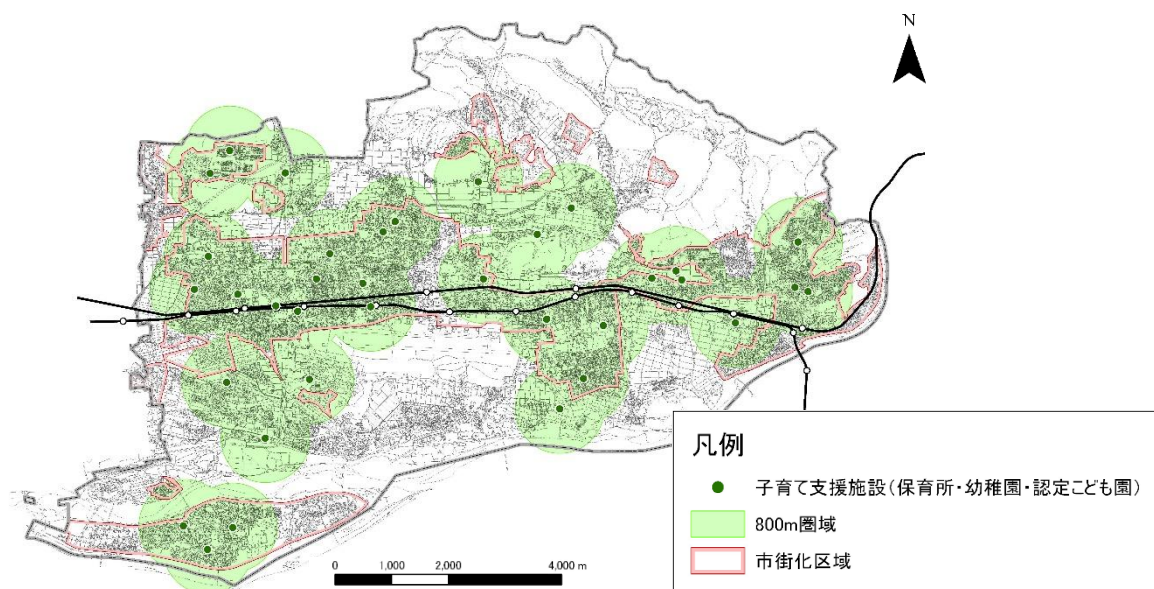 N
凡例
子育て支援施設(保育所・幼稚園・認定こども園)
800m圏域
市街化区域
0 1,000 2,000 4,000 m